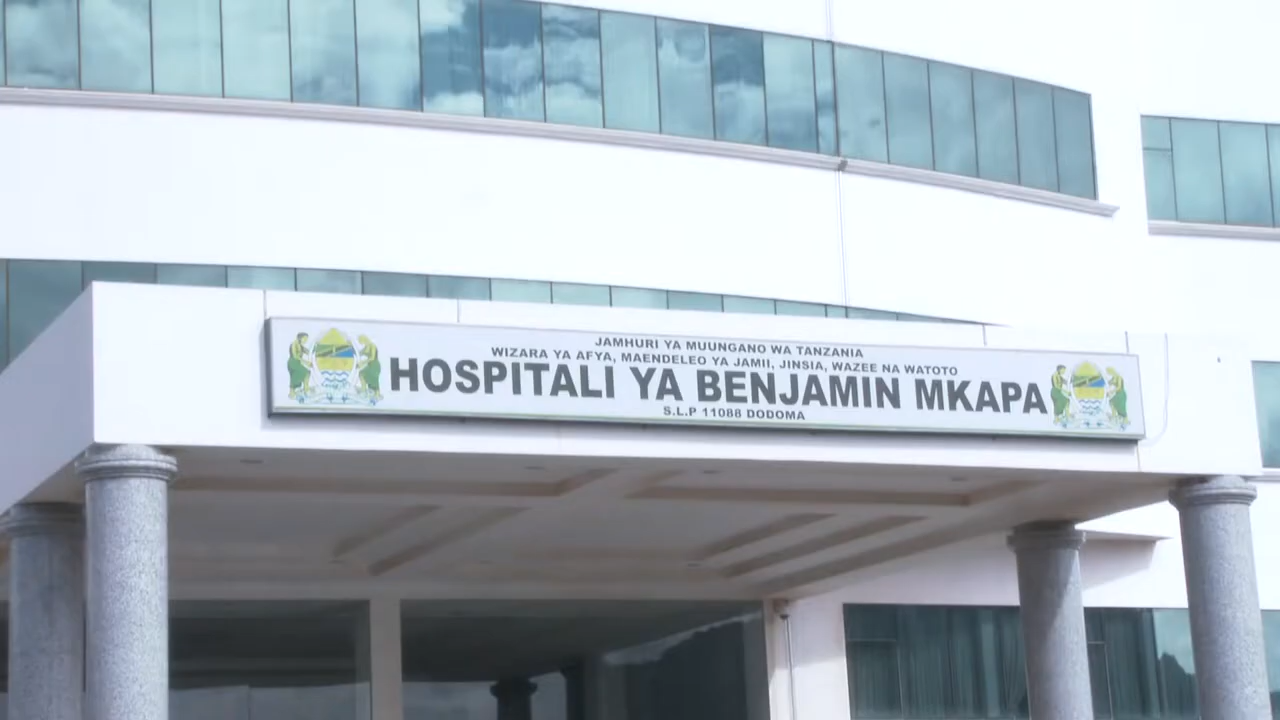 JAMHURI YA MUUNGANO WA TANZANIA
WIZARA YA AFYA, MAENDELEO YA JAMII, JINSIA, WAZEE NA WATOTO
HOSPITALI YA BENJAMIN MKAPA
S.L.P 11088 DODOMA